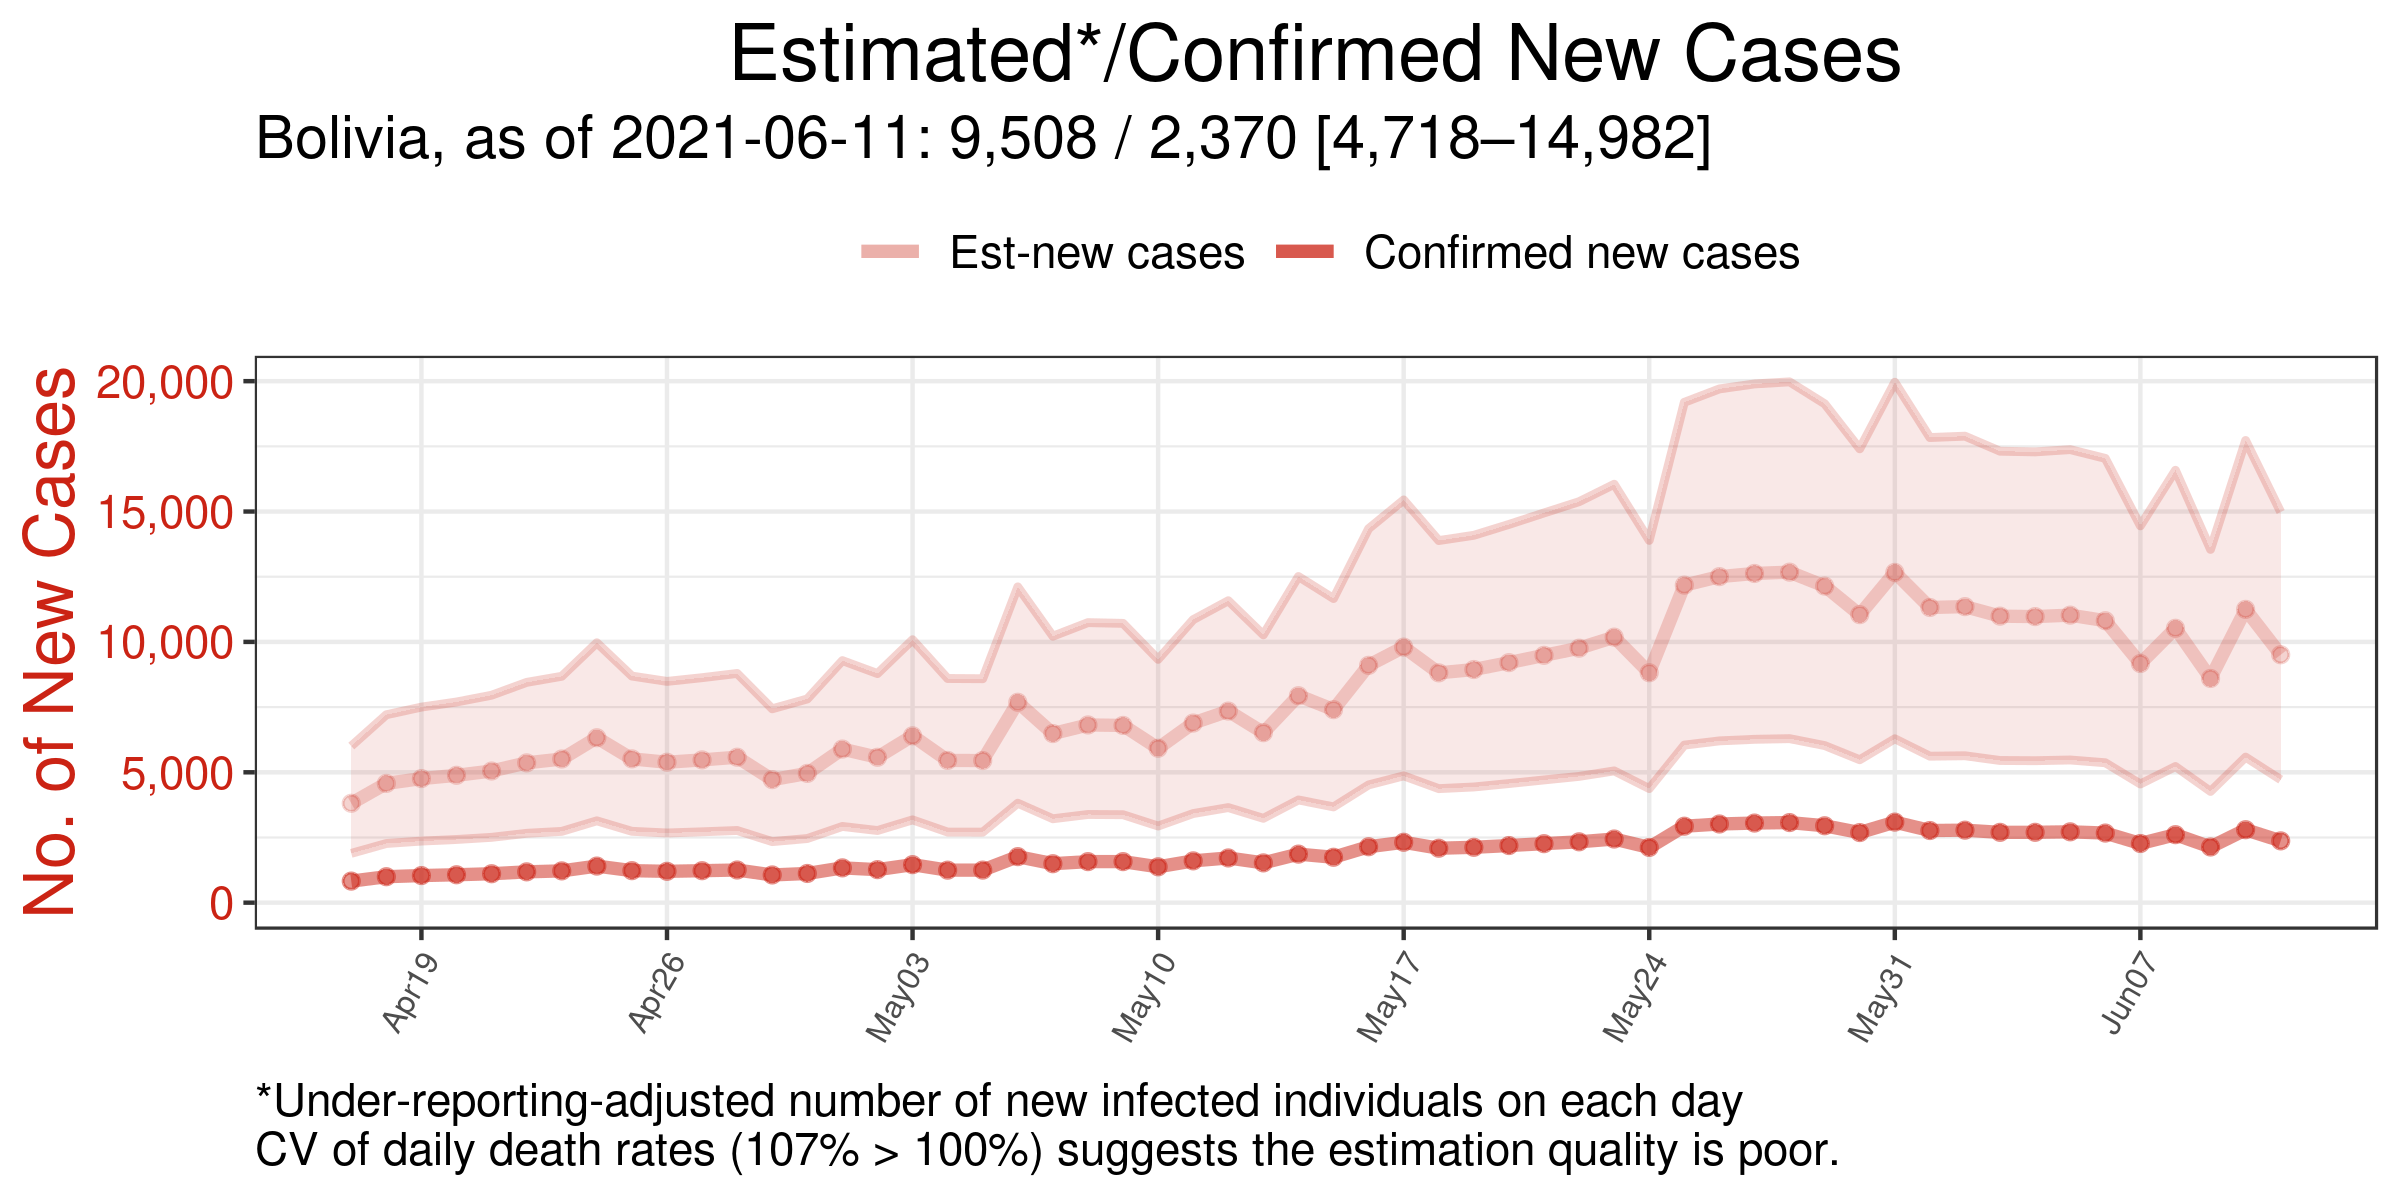 Estimated*/Confirmed New Cases
Bolivia, as of 2021-06-11: 9,508 / 2,370 [4,718–14,982]
Est-new cases
Confirmed new cases
No. of New Cases
20,000
15,000
10,000
5,000
0
Apr19
Apr26
May03
May10
May17
May24
May31
Jun07
*Under-reporting-adjusted number of new infected individuals on each day
CV of daily death rates (107% > 100%) suggests the estimation quality is poor.